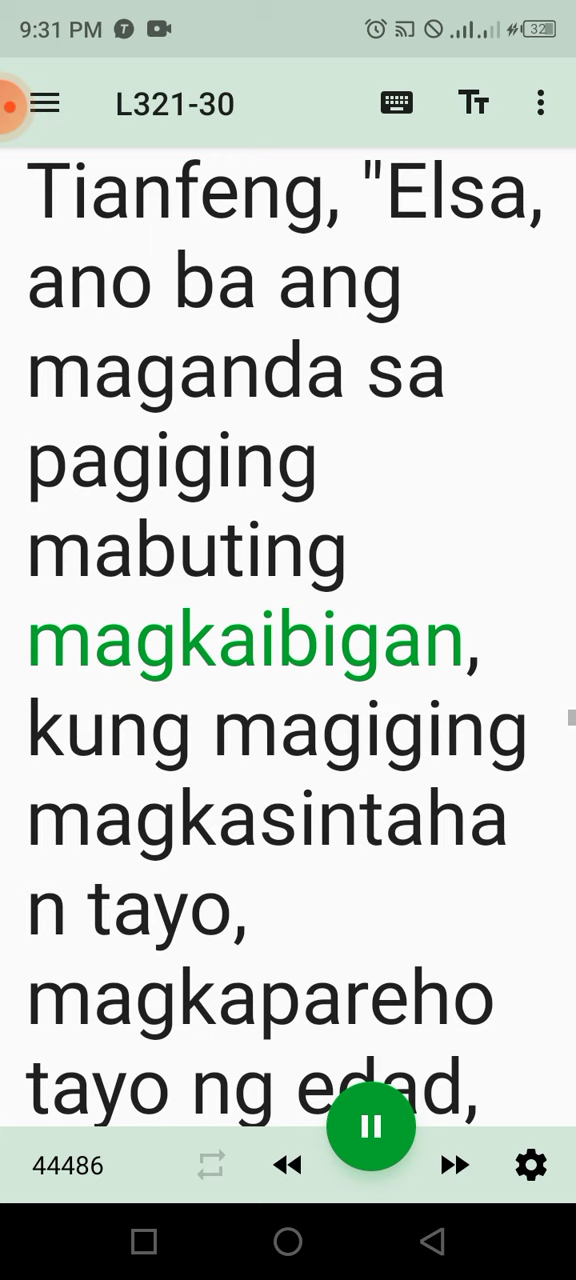 9:31 PM
32
L321-30
Tianfeng, "Elsa,
ano ba ang
maganda sa
pagiging
mabuting
magkaibigan,
kung magiging
magkasintaha
n tayo,
magkapareho
tayo ng edad,
44486